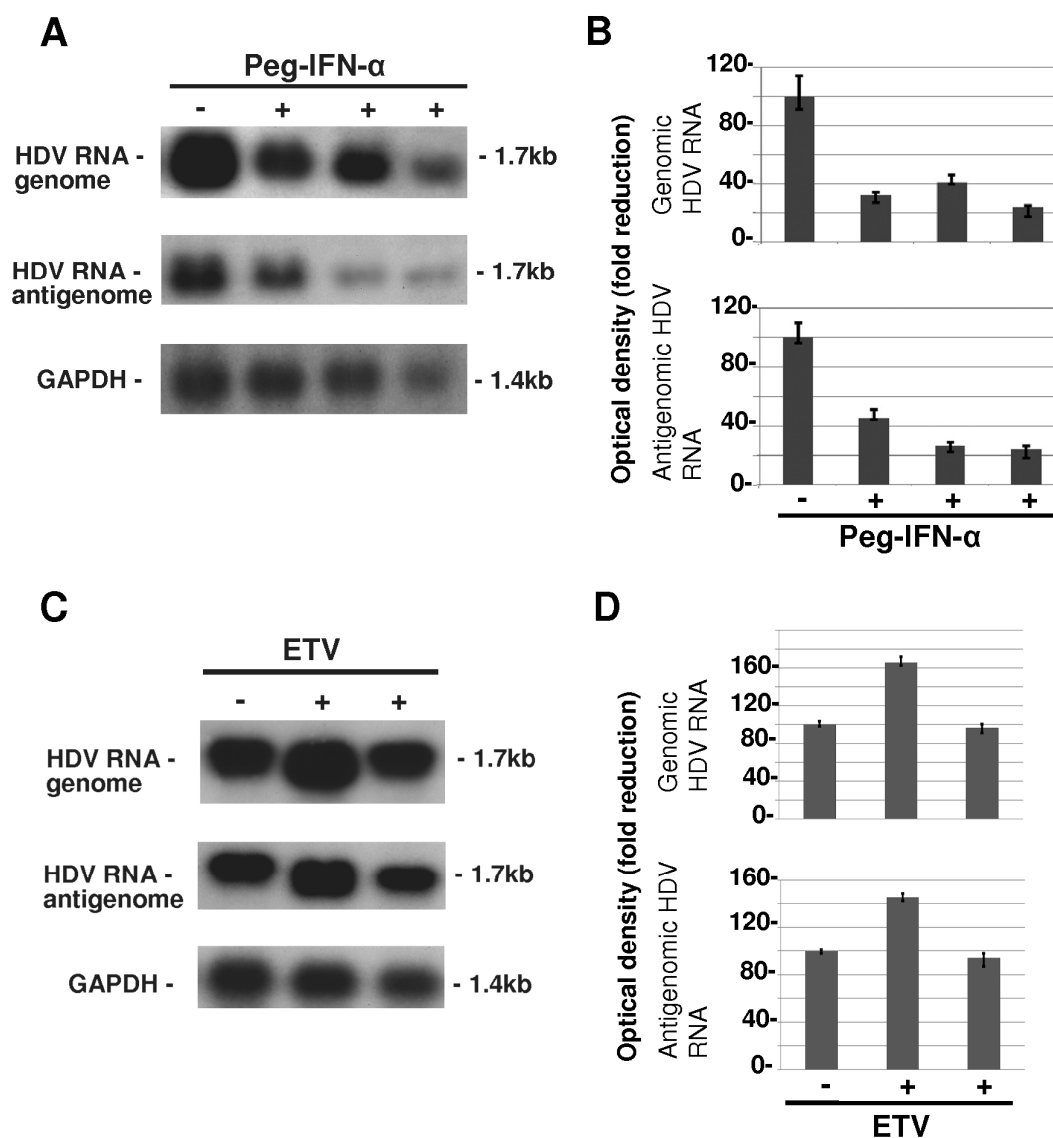 A
Peg-IFN-α
- + + +
HDV RNA - genome
- 1.7kb
HDV RNA - antigenome
- 1.7kb
GAPDH -
- 1.4kb
B
Optical density (fold reduction)
Genomic
HDV RNA
120-
80-
40-
0-
Antigenomic HDV
RNA
120-
80-
40-
0-
- + + +
Peg-IFN-α
C
ETV
- + +
HDV RNA -
genome
- 1.7kb
HDV RNA -
antigenome
- 1.7kb
GAPDH -
- 1.4kb
D
Optical density (fold reduction)
Genomic
HDV RNA
160-
120-
80-
40-
0-
Antigenomic HDV
RNA
160-
120-
80-
40-
0-
- + +
ETV